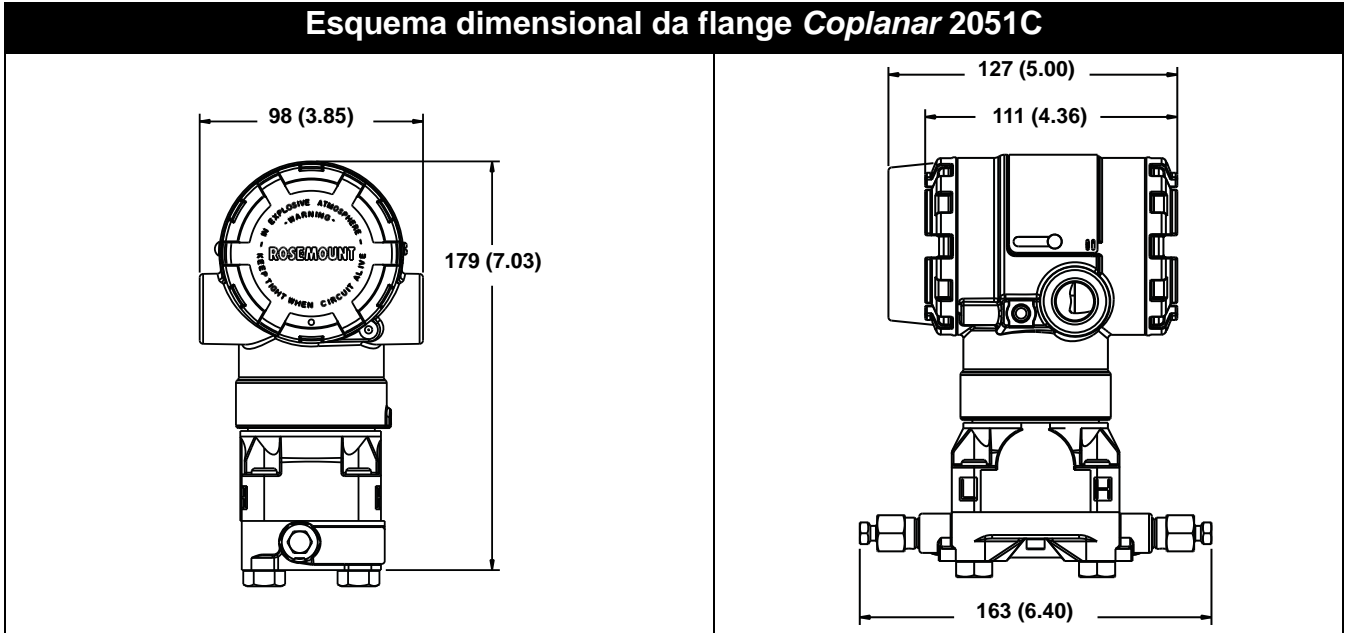 Esquema dimensional da flange Coplanar 2051C
98 (3.85)
179 (7.03)
IN EXPLOSIVE ATMOSPHERE
-WARNING-
ROSEMOUNT
KEEP TIGHT WHEN CIRCUIT ALIVE
127 (5.00)
111 (4.36)
163 (6.40)